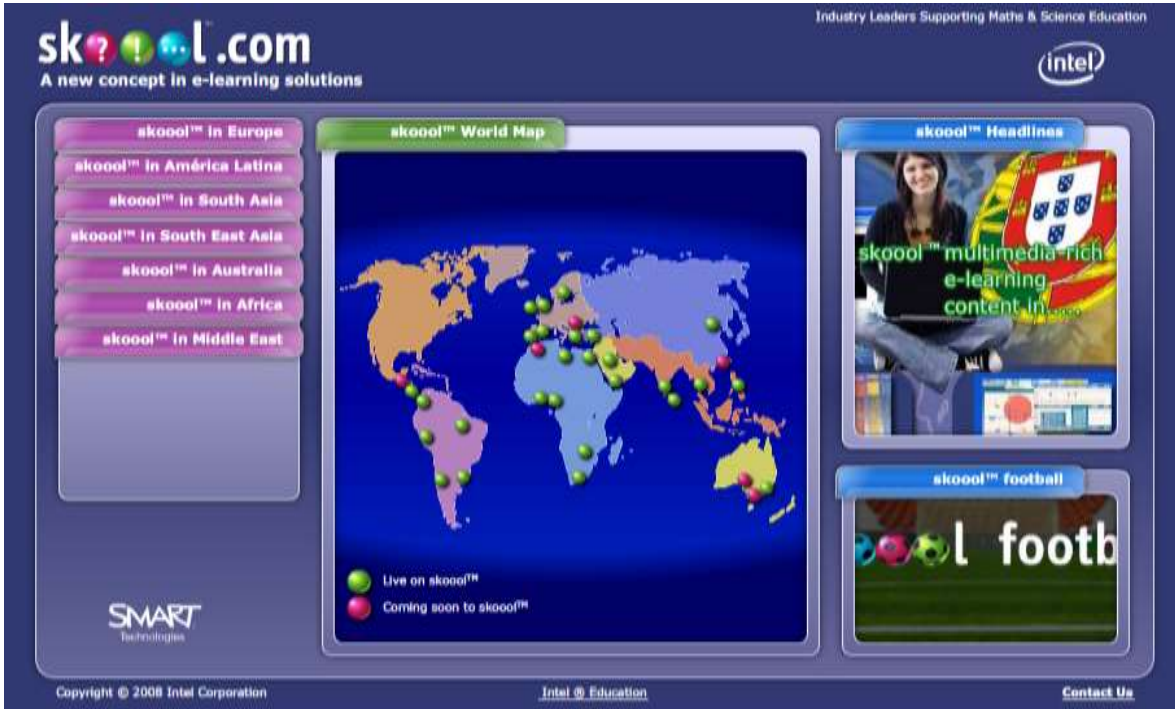 Industry Leaders Supporting Maths & Science Education
sk?!...l™.com
A new concept in e-learning solutions
intel
skoool™ in Europe
skoool™ in América Latina
skoool™ in South Asia
skoool™ in South East Asia
skoool™ in Australia
skoool™ in Africa
skoool™ in Middle East
SMART
Technologies
skoool™ World Map
Live on skoool™
Coming soon to skoool™
skoool™ Headlines
skoool™ multimedia-rich
e-learning
content in.....
skoool™ football
l footb
Copyright © 2008 Intel Corporation
Intel ® Education
Contact Us